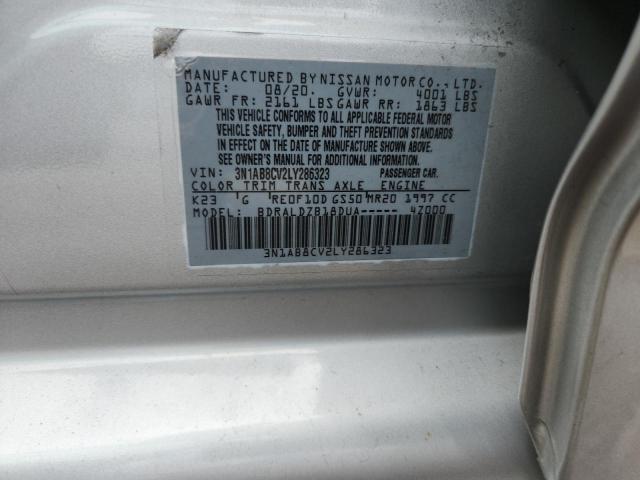 MANUFACTURED BY NISSAN MOTOR CO., LTD.
DATE: 08/20. GVWR: 4001 LBS
GAWR FR: 2161 LBS GAWR RR: 1863 LBS
THIS VEHICLE CONFORMS TO ALL APPLICABLE FEDERAL MOTOR
VEHICLE SAFETY, BUMPER AND THEFT PREVENTION STANDARDS
IN EFFECT ON THE DATE OF MANUFACTURE SHOWN ABOVE.
SEE OWNER'S MANUAL FOR ADDITIONAL INFORMATION.
VIN: 3N1AB8CV2LY286323 PASSENGER CAR.
COLOR TRIM TRANS AXLE ENGINE
K23 G RE0F10D GS50 MR20 1997 CC
MODEL: BDRALDZB18DUA----- 4Z000
3N1AB8CV2LY286323